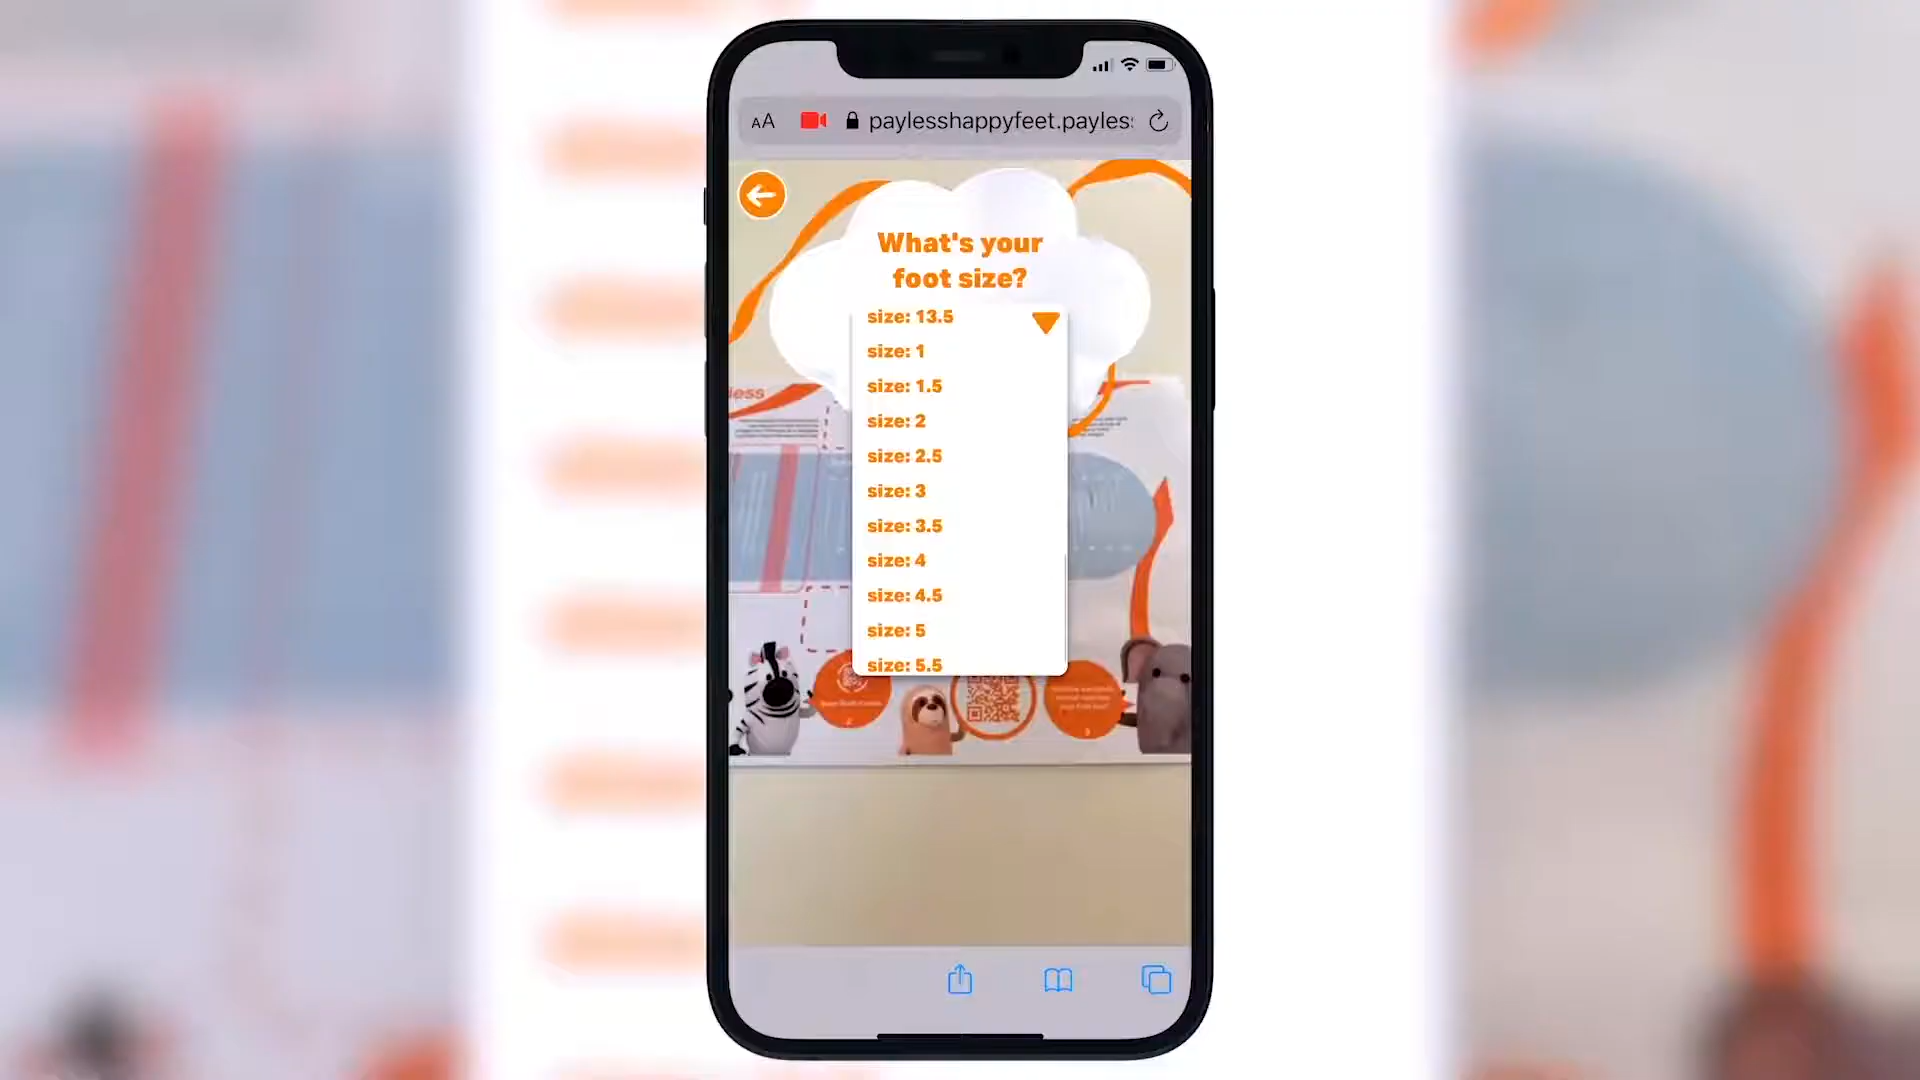 AA paylesshappyfeet.payles
What's your
foot size?
size: 13.5
size: 1
size: 1.5
size: 2
size: 2.5
size: 3
size: 3.5
size: 4
size: 4.5
size: 5
size: 5.5